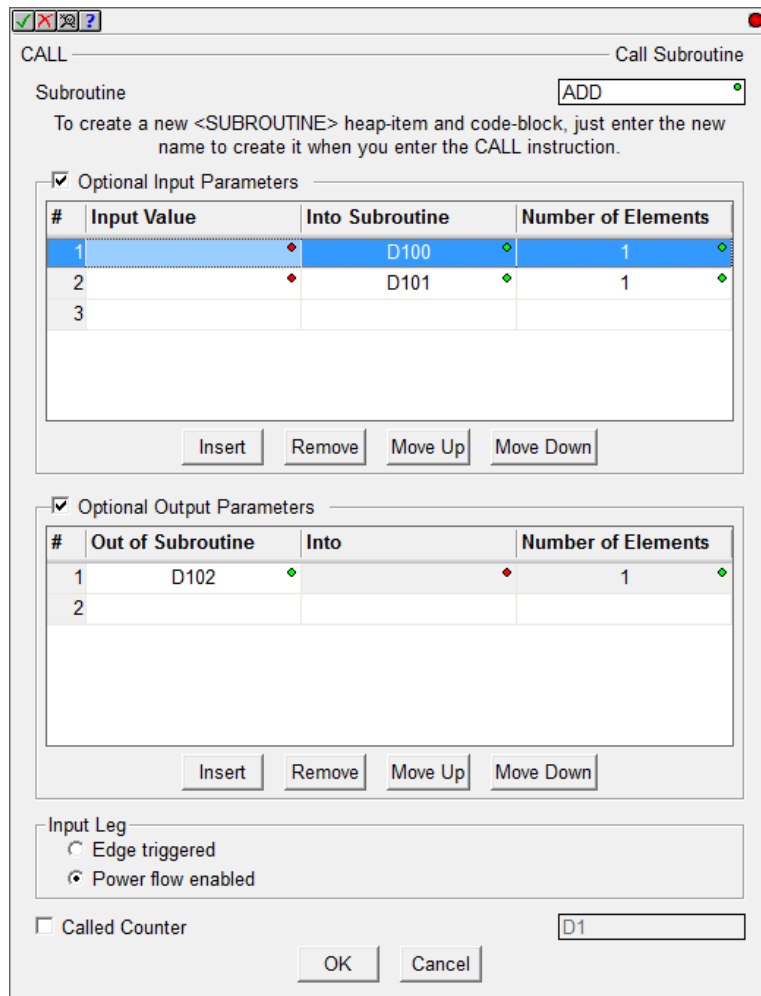 ?
CALL Call Subroutine
Subroutine ADD
To create a new <SUBROUTINE> heap-item and code-block, just enter the new
name to create it when you enter the CALL instruction.
Optional Input Parameters
# Input Value Into Subroutine Number of Elements
1 D100 1
2 D101 1
3
Insert Remove Move Up Move Down
Optional Output Parameters
# Out of Subroutine Into Number of Elements
1 D102 1
2
Insert Remove Move Up Move Down
Input Leg
Edge triggered
Power flow enabled
Called Counter D1
OK Cancel